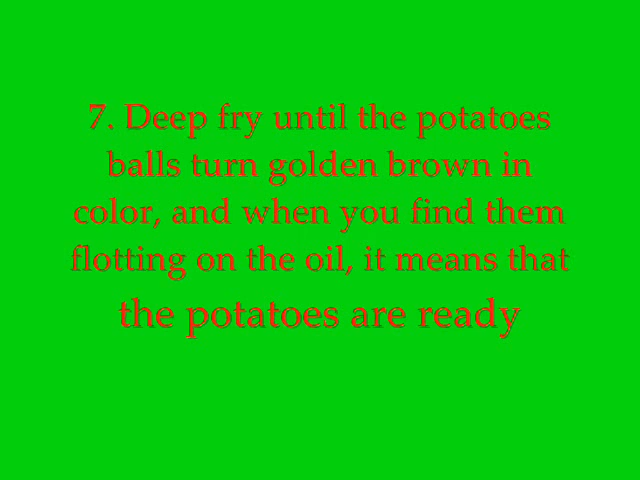 7. Deep fry until the potatoes
balls turn golden brown in
color, and when you find them
flotting on the oil, it means that
the potatoes are ready